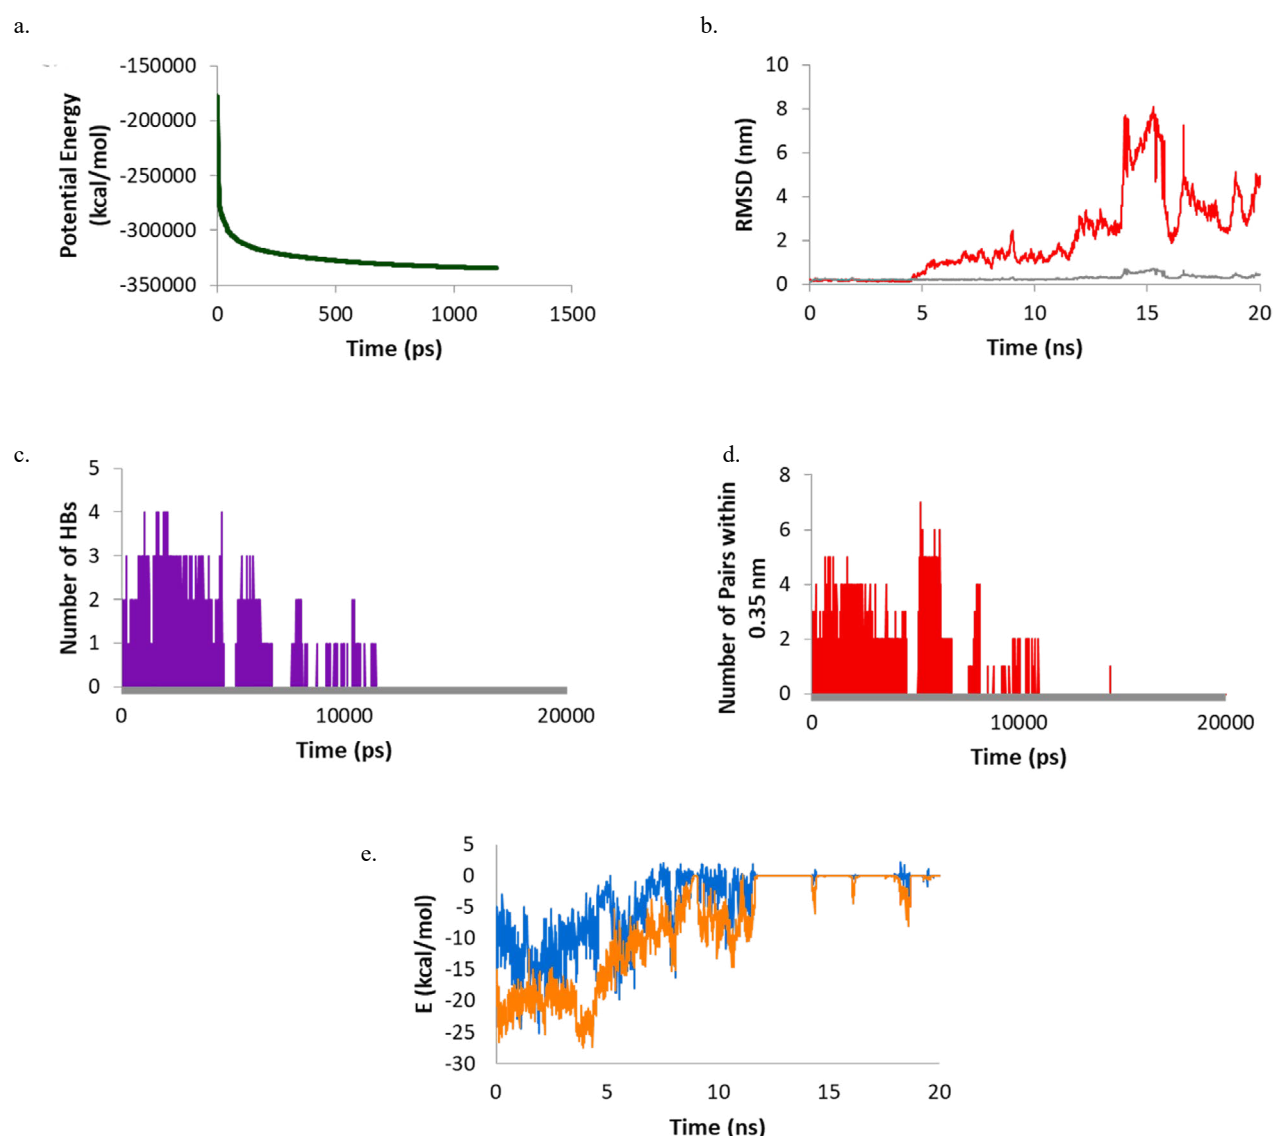 a.
Potential Energy
(kcal/mol)
-150000
-200000
-250000
-300000
-350000
0 500 1000 1500
Time (ps)
b.
RMSD (nm)
10
8
6
4
2
0
0 5 10 15 20
Time (ns)
c.
Number of HBs
5
4
3
2
1
0
0 10000 20000
Time (ps)
d.
Number of Pairs within
0.35 nm
8
6
4
2
0
0 10000 20000
Time (ps)
e.
E (kcal/mol)
5
0
-5
-10
-15
-20
-25
-30
0 5 10 15 20
Time (ns)